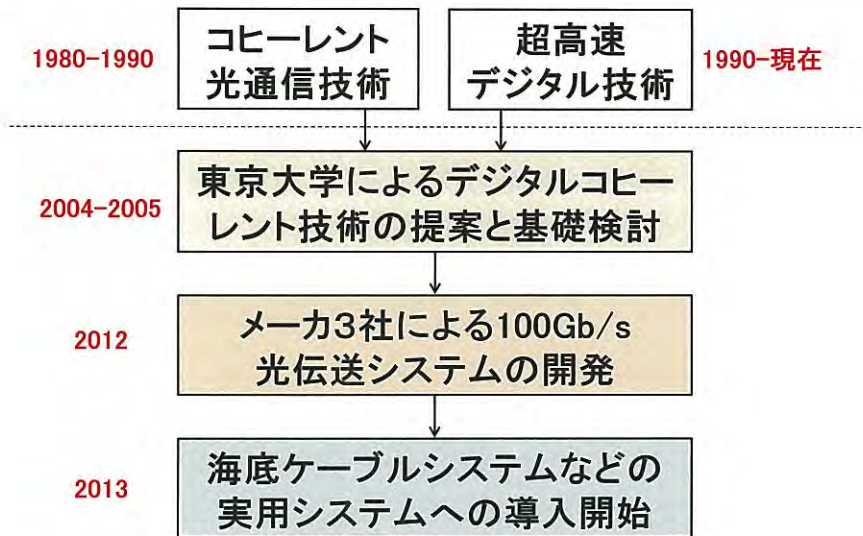 1980-1990
コヒーレント
光通信技術
超高速
デジタル技術
1990-現在
2004-2005
東京大学によるデジタルコヒー
レント技術の提案と基礎検討
2012
メーカ3社による100Gb/s
光伝送システムの開発
2013
海底ケーブルシステムなどの
実用システムへの導入開始